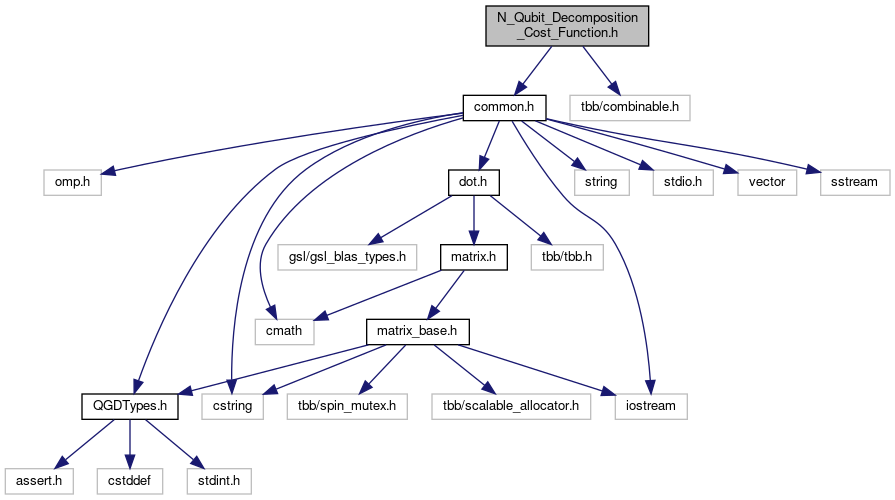 N_Qubit_Decomposition
_Cost_Function.h
common.h
tbb/combinable.h
omp.h
dot.h
string
stdio.h
vector
sstream
gsl/gsl_blas_types.h
matrix.h
tbb/tbb.h
cmath
matrix_base.h
QGDTypes.h
cstring
tbb/spin_mutex.h
tbb/scalable_allocator.h
iostream
assert.h
cstddef
stdint.h